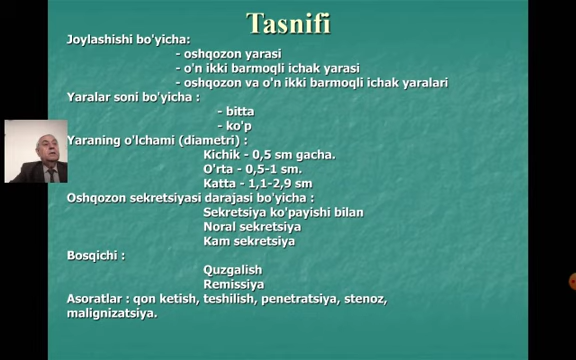 Tasnifi
Joylashishi bo'yicha:
- oshqozon yarasi
- o'n ikki barmoqli ichak yarasi
- oshqozon va o'n ikki barmoqli ichak yaralari
Yaralar soni bo'yicha :
- bitta
- ko'p
Yaraning o'lchami (diametri) :
Kichik - 0,5 sm gacha.
O'rta - 0,5-1 sm.
Katta - 1,1-2,9 sm
Oshqozon sekretsiyasi darajasi bo'yicha :
Sekretsiya ko'payishi bilan
Noral sekretsiya
Kam sekretsiya
Bosqichi :
Quzgalish
Remissiya
Asoratlar : qon ketish, teshilish, penetratsiya, stenoz,
malignizatsiya.